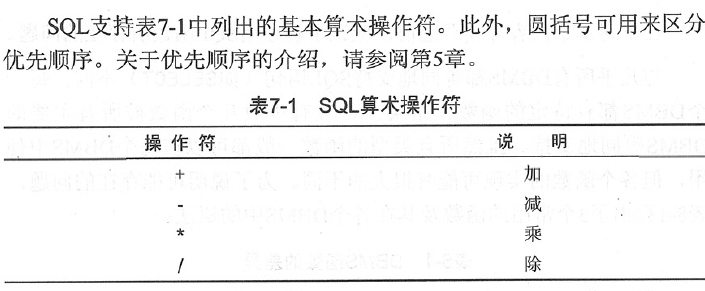 SQL支持表7-1中列出的基本算术操作符。此外，圆括号可用来区分
优先顺序。关于优先顺序的介绍，请参阅第5章。
表7-1 SQL算术操作符
操作符 说明
+ 加
- 减
* 乘
/ 除